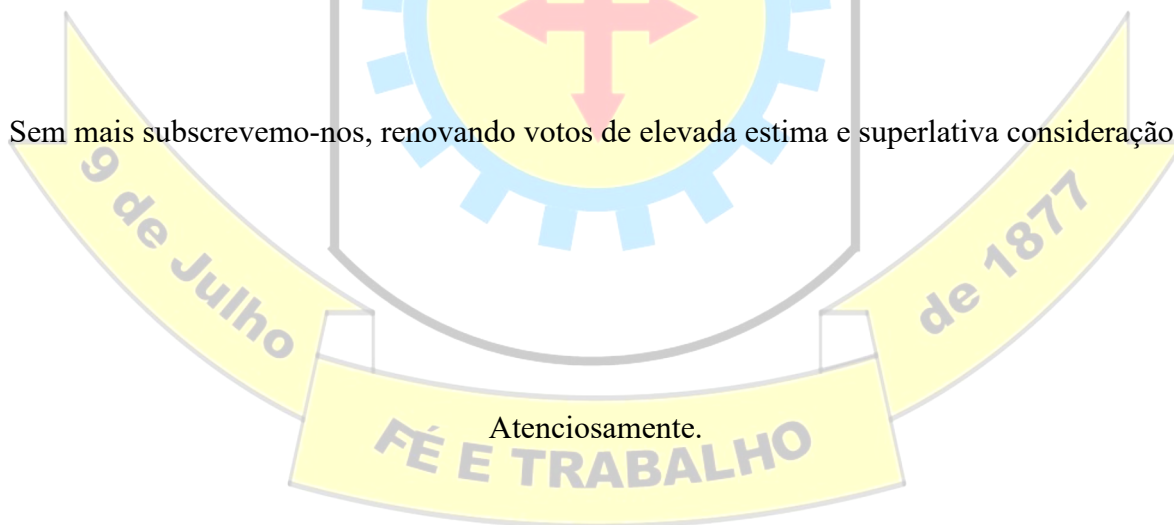 Sem mais subscrevemo-nos, renovando votos de elevada estima e superlativa consideração
9 de Julho
de 1877
Atenciosamente.
FÉ E TRABALHO